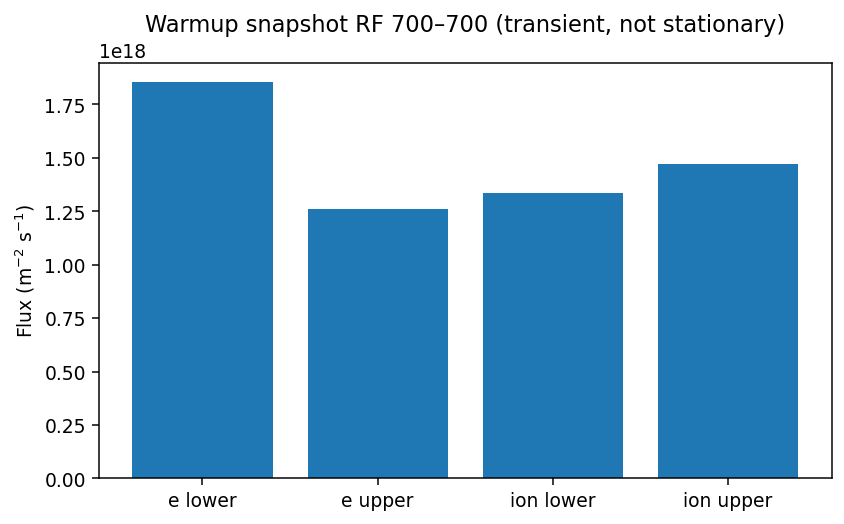 Warmup snapshot RF 700–700 (transient, not stationary)
1e18
1.75
1.50
1.25
1.00
0.75
0.50
0.25
0.00
Flux (m⁻² s⁻¹)
e lower
e upper
ion lower
ion upper